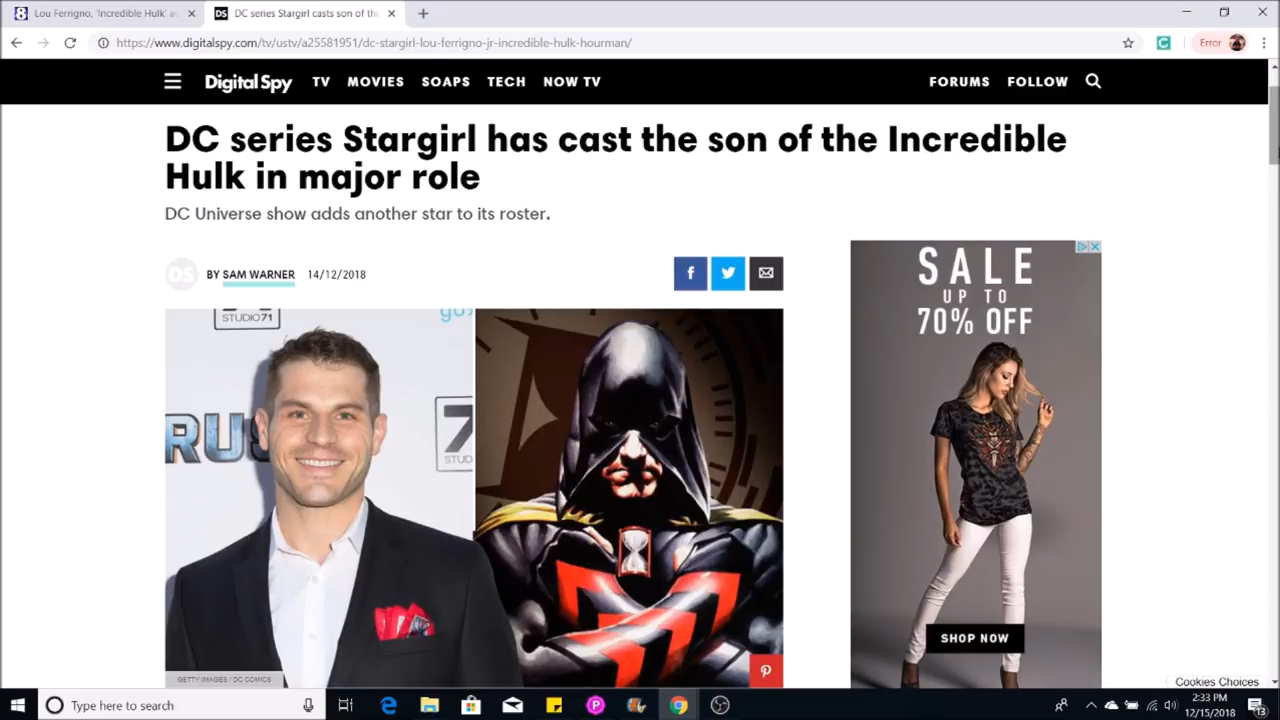 Lou Ferrigno, 'Incredible Hulk' a
DS DC series Stargirl casts son of th
https://www.digitalspy.com/tv/ustv/a25581951/dc-stargirl-lou-ferrigno-jr-incredible-hulk-hourman/
Error
Digital Spy TV MOVIES SOAPS TECH NOW TV FORUMS FOLLOW
DC series Stargirl has cast the son of the Incredible
Hulk in major role
DC Universe show adds another star to its roster.
DS BY SAM WARNER 14/12/2018
STUDIO71
go
RUS
7
STUD
GETTY IMAGES / DC COMICS
SALE
UP TO
70% OFF
SHOP NOW
Cookies Choices
Type here to search
2:33 PM
12/15/2018
13